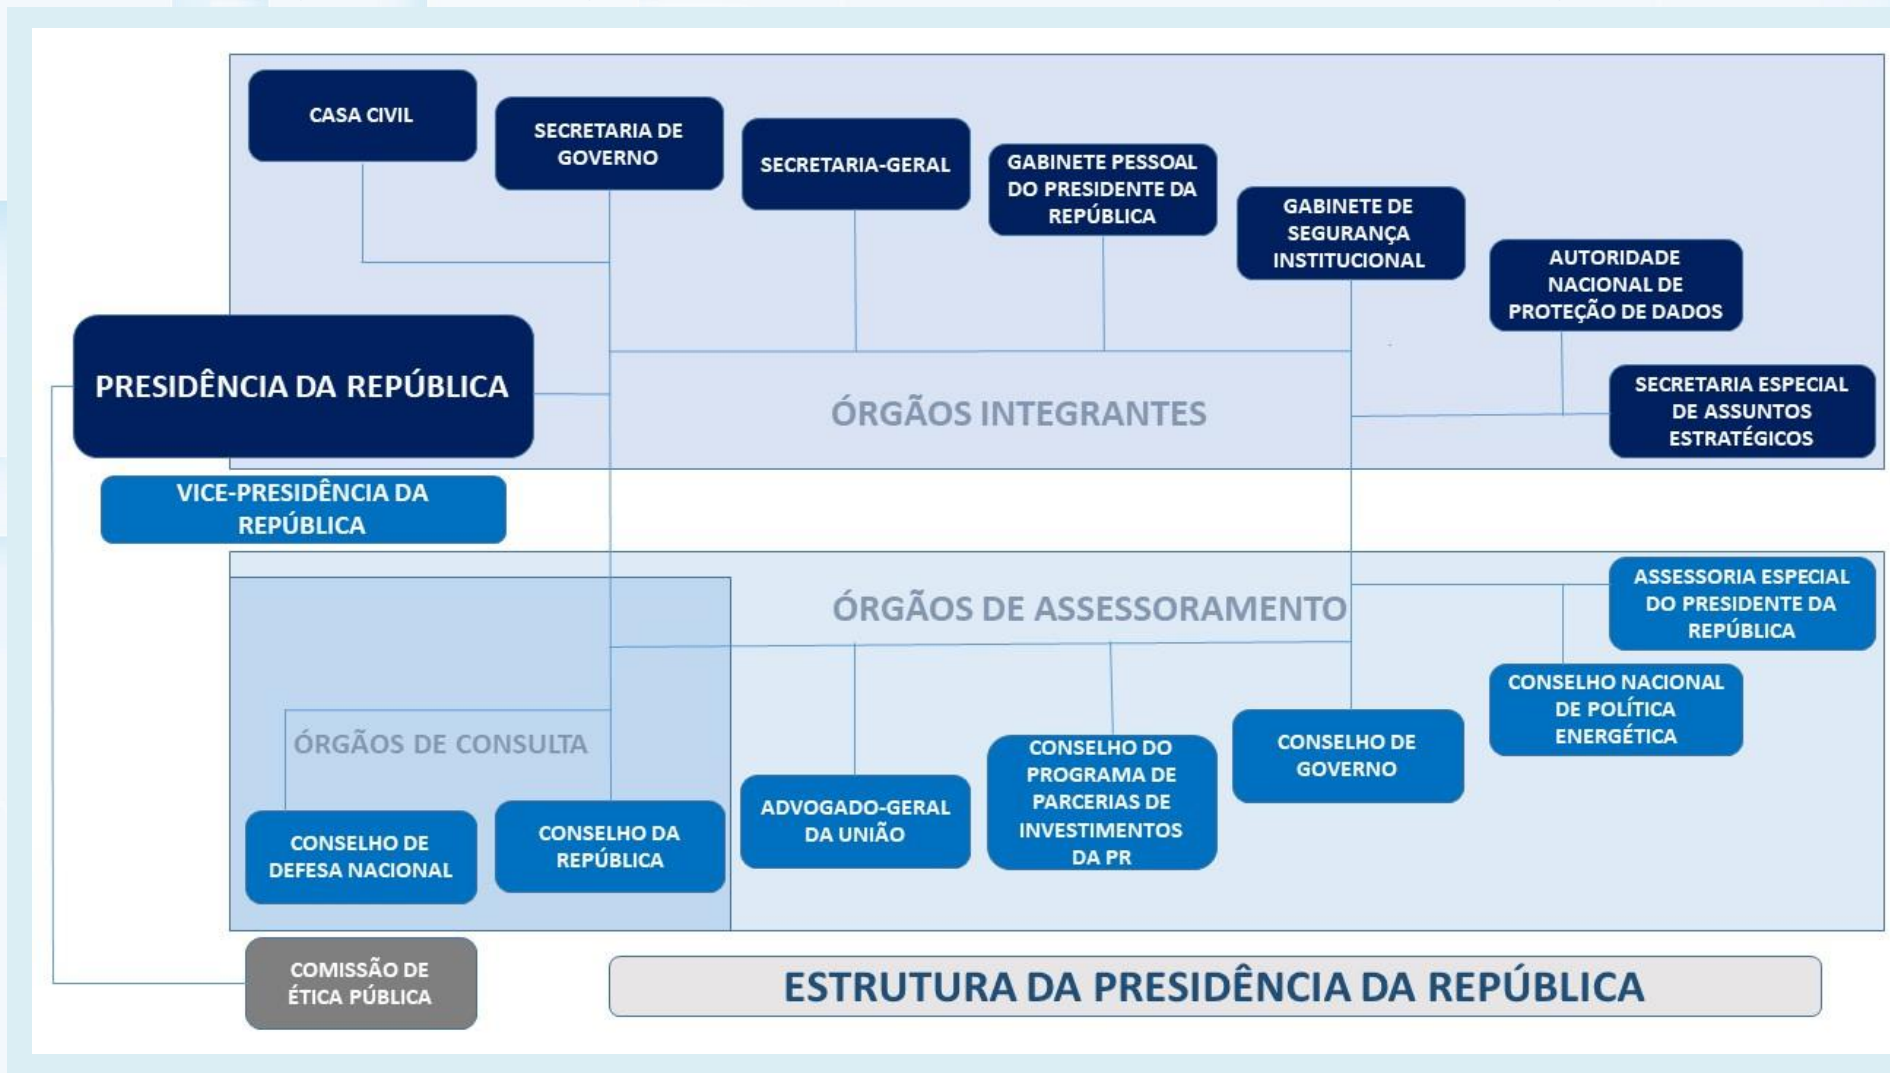 CASA CIVIL
SECRETARIA DE
GOVERNO
SECRETARIA-GERAL
GABINETE PESSOAL
DO PRESIDENTE DA
REPÚBLICA
GABINETE DE
SEGURANÇA
INSTITUCIONAL
AUTORIDADE
NACIONAL DE
PROTEÇÃO DE DADOS
SECRETARIA ESPECIAL
DE ASSUNTOS
ESTRATÉGICOS
PRESIDÊNCIA DA REPÚBLICA
ÓRGÃOS INTEGRANTES
VICE-PRESIDÊNCIA DA
REPÚBLICA
ÓRGÃOS DE ASSESSORAMENTO
ASSESSORIA ESPECIAL
DO PRESIDENTE DA
REPÚBLICA
CONSELHO NACIONAL
DE POLÍTICA
ENERGÉTICA
ÓRGÃOS DE CONSULTA
CONSELHO DE
DEFESA NACIONAL
CONSELHO DA
REPÚBLICA
ADVOGADO-GERAL
DA UNIÃO
CONSELHO DO
PROGRAMA DE
PARCERIAS DE
INVESTIMENTOS
DA PR
CONSELHO DE
GOVERNO
COMISSÃO DE
ÉTICA PÚBLICA
ESTRUTURA DA PRESIDÊNCIA DA REPÚBLICA